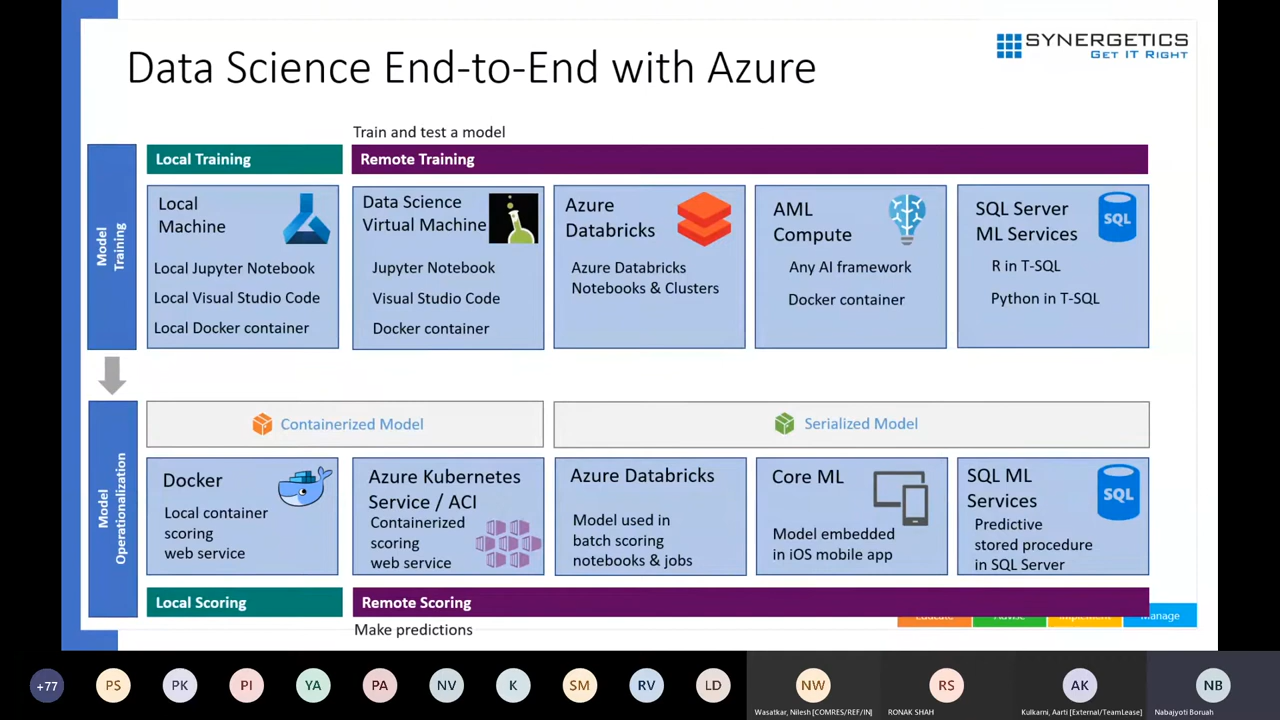 Data Science End-to-End with Azure
SYNERGETICS
GET IT RIGHT
Train and test a model
Local Training
Remote Training
Model
Training
Local
Machine
Local Jupyter Notebook
Local Visual Studio Code
Local Docker container
Data Science
Virtual Machine
Jupyter Notebook
Visual Studio Code
Docker container
Azure
Databricks
Azure Databricks
Notebooks & Clusters
AML
Compute
Any AI framework
Docker container
SQL Server
ML Services
SQL
R in T-SQL
Python in T-SQL
Model
Operationalization
Containerized Model
Serialized Model
Docker
Local container
scoring
web service
Azure Kubernetes
Service / ACI
Containerized
scoring
web service
Azure Databricks
Model used in
batch scoring
notebooks & jobs
Core ML
Model embedded
in iOS mobile app
SQL ML
Services
SQL
Predictive
stored procedure
in SQL Server
Local Scoring
Remote Scoring
Make predictions
Educate
Advise
Implement
Manage
+77
PS
PK
PI
YA
PA
NV
K
SM
RV
LD
NW
RS
AK
NB
Wasatkar, Nilesh [COMRES/REF/IN]
RONAK SHAH
Kulkarni, Aarti [External/TeamLease]
Nabajyoti Boruah